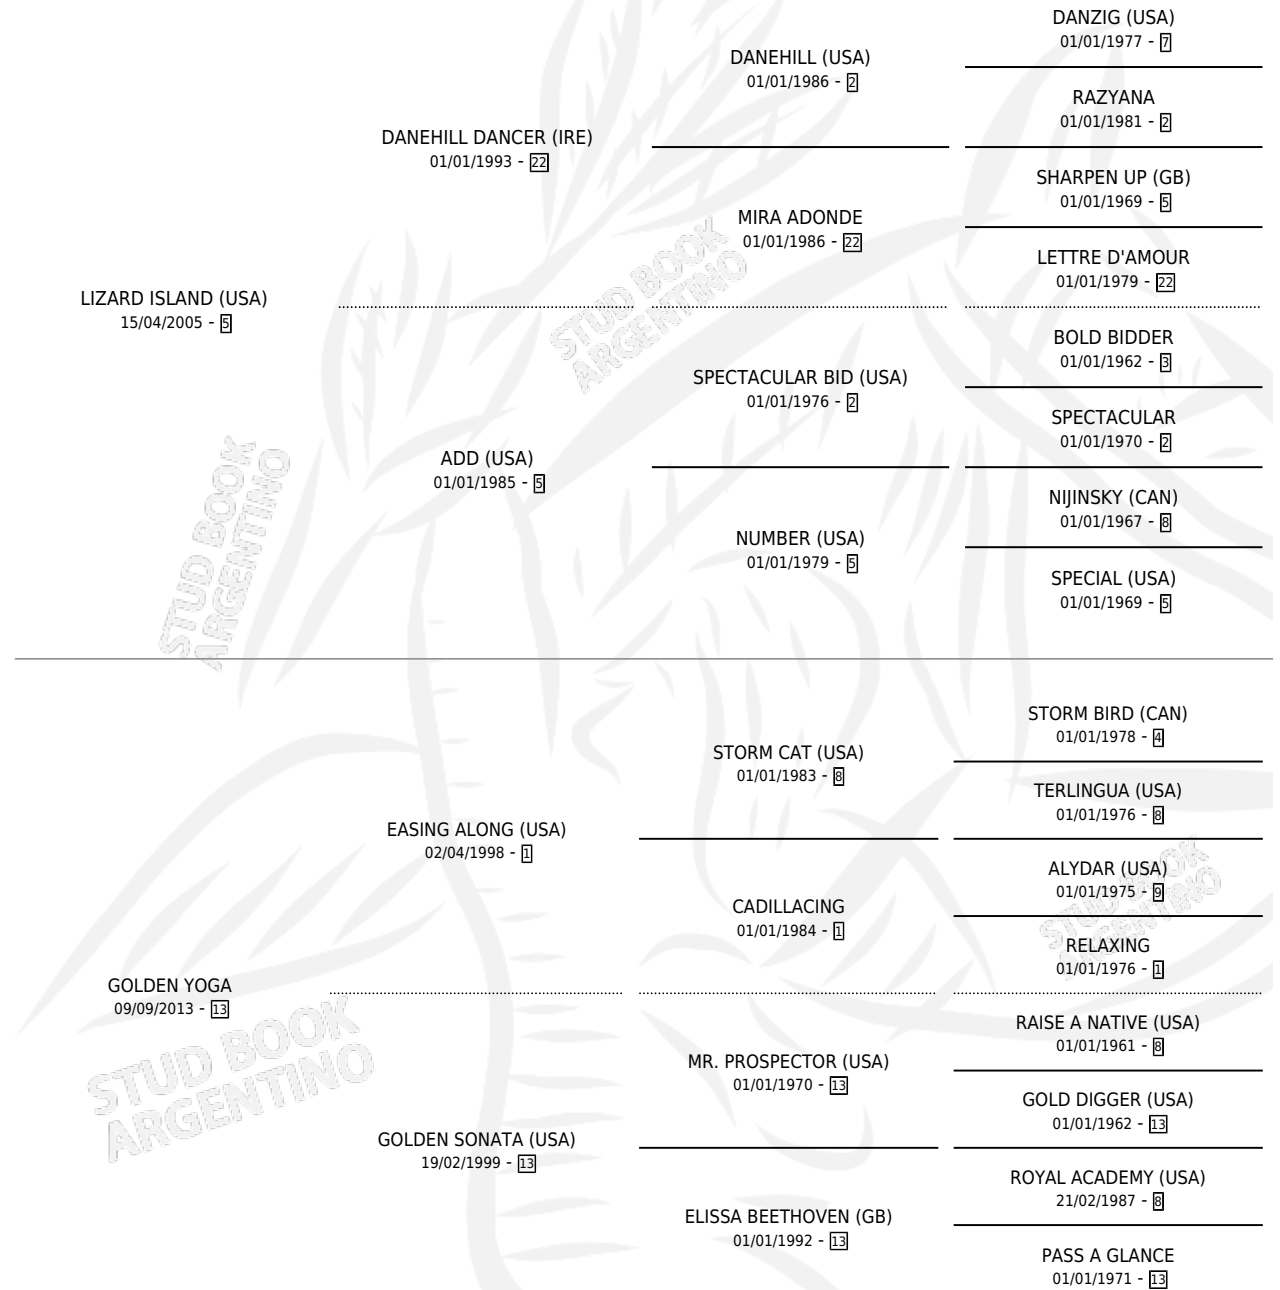 DANZIG (USA)
01/01/1977 - 7
DANEHILL (USA)
01/01/1986 - 2
RAZYANA
01/01/1981 - 2
DANEHILL DANCER (IRE)
01/01/1993 - 22
SHARPEN UP (GB)
01/01/1969 - 5
MIRA ADONDE
01/01/1986 - 22
LETTRE D'AMOUR
01/01/1979 - 22
LIZARD ISLAND (USA)
15/04/2005 - 5
BOLD BIDDER
01/01/1962 - 3
SPECTACULAR BID (USA)
01/01/1976 - 2
SPECTACULAR
01/01/1970 - 2
ADD (USA)
01/01/1985 - 5
NIJINSKY (CAN)
01/01/1967 - 8
NUMBER (USA)
01/01/1979 - 5
SPECIAL (USA)
01/01/1969 - 5
STORM BIRD (CAN)
01/01/1978 - 4
STORM CAT (USA)
01/01/1983 - 8
TERLINGUA (USA)
01/01/1976 - 8
EASING ALONG (USA)
02/04/1998 - 1
ALYDAR (USA)
01/01/1975 - 9
CADILLACING
01/01/1984 - 1
RELAXING
01/01/1976 - 1
GOLDEN YOGA
09/09/2013 - 13
RAISE A NATIVE (USA)
01/01/1961 - 8
MR. PROSPECTOR (USA)
01/01/1970 - 13
GOLD DIGGER (USA)
01/01/1962 - 13
GOLDEN SONATA (USA)
19/02/1999 - 13
ROYAL ACADEMY (USA)
21/02/1987 - 8
ELISSA BEETHOVEN (GB)
01/01/1992 - 13
PASS A GLANCE
01/01/1971 - 13
STUD BOOK
ARGENTINO
STUD BOOK
ARGENTINO
STUD BOOK
ARGENTINO
STUD BOOK
ARGENTINO